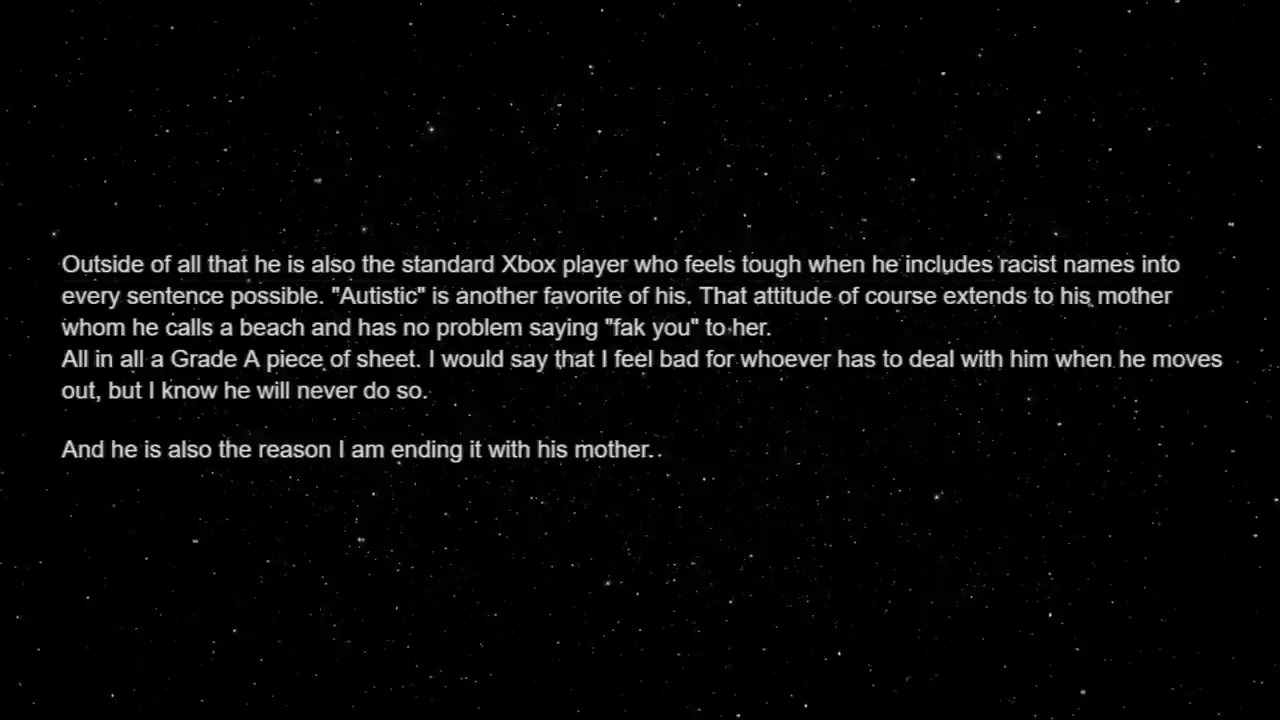 Outside of all that he is also the standard Xbox player who feels tough when he includes racist names into
every sentence possible. "Autistic" is another favorite of his. That attitude of course extends to his mother
whom he calls a beach and has no problem saying "fak you" to her.
All in all a Grade A piece of sheet. I would say that I feel bad for whoever has to deal with him when he moves
out, but I know he will never do so.
And he is also the reason I am ending it with his mother..